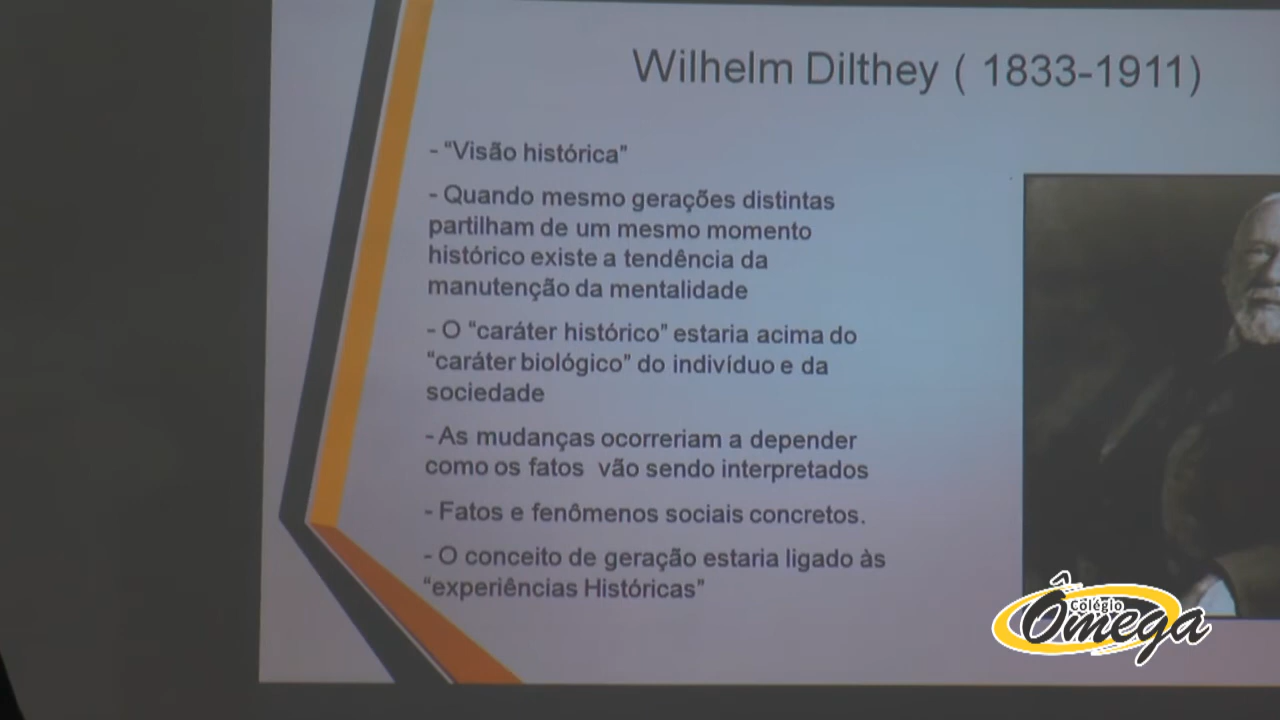 Wilhelm Dilthey ( 1833-1911)
- “Visão histórica”
- Quando mesmo gerações distintas
partilham de um mesmo momento
histórico existe a tendência da
manutenção da mentalidade
- O “caráter histórico” estaria acima do
“caráter biológico” do indivíduo e da
sociedade
- As mudanças ocorreriam a depender
como os fatos vão sendo interpretados
- Fatos e fenômenos sociais concretos.
- O conceito de geração estaria ligado às
“experiências Históricas”
Colégio
Ômega